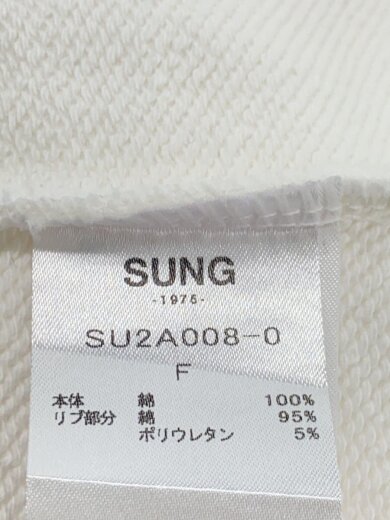 SUNG
-1975-
SU2A008-0
F
本体 綿 100%
リブ部分 綿 95%
ポリウレタン 5%